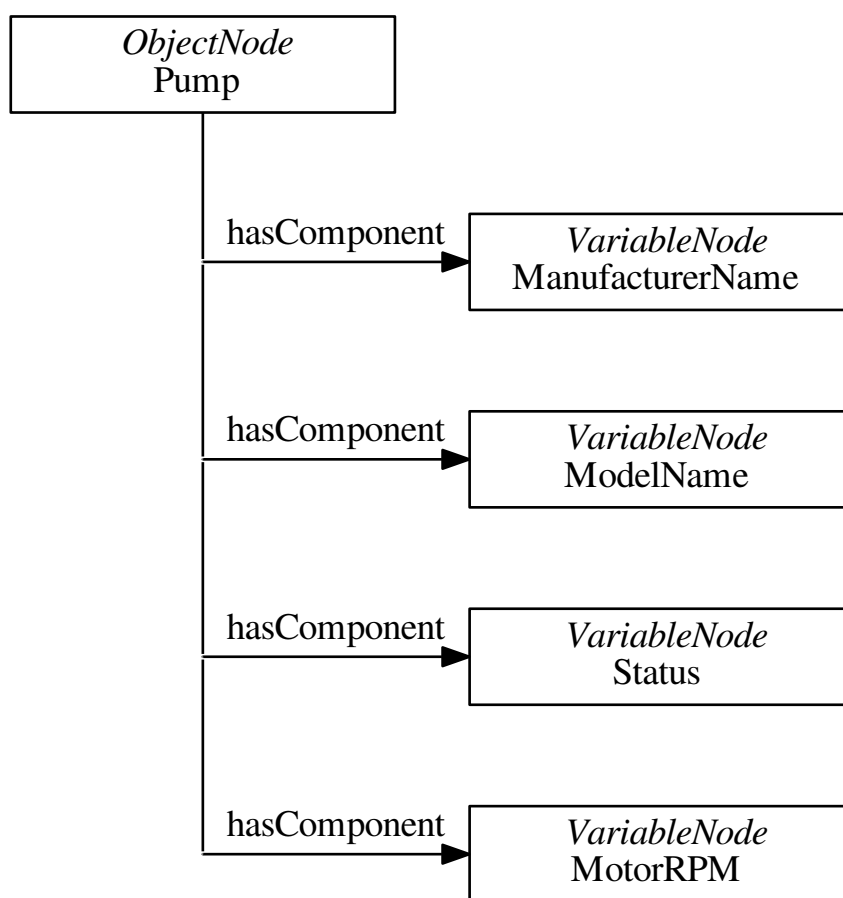 ObjectNode
Pump
hasComponent
VariableNode
ManufacturerName
hasComponent
VariableNode
ModelName
hasComponent
VariableNode
Status
hasComponent
VariableNode
MotorRPM